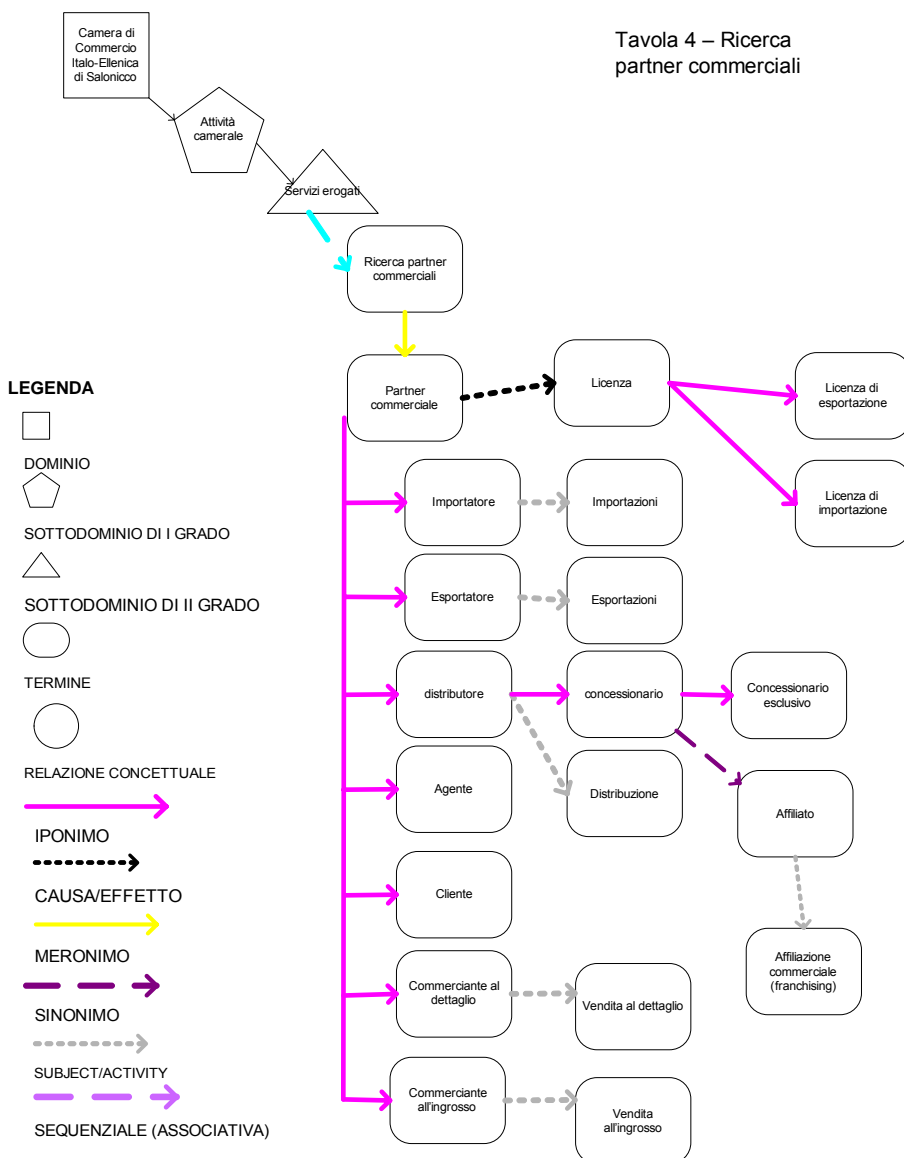 Tavola 4 – Ricerca
partner commerciali
Camera di
Commercio
Italo-Ellenica
di Salonicco
Attività
camerale
Servizi erogati
Ricerca partner
commerciali
Partner
commerciale
Licenza
Licenza di
esportazione
Licenza di
importazione
Importatore
Importazioni
Esportatore
Esportazioni
distributore
concessionario
Concessionario
esclusivo
Agente
Distribuzione
Affiliato
Cliente
Affiliazione
commerciale
(franchising)
Commerciante al
dettaglio
Vendita al dettaglio
Commerciante
all'ingrosso
Vendita
all'ingrosso
LEGENDA
DOMINIO
SOTTODOMINIO DI I GRADO
SOTTODOMINIO DI II GRADO
TERMINE
RELAZIONE CONCETTUALE
IPONIMO
CAUSA/EFFETTO
MERONIMO
SINONIMO
SUBJECT/ACTIVITY
SEQUENZIALE (ASSOCIATIVA)